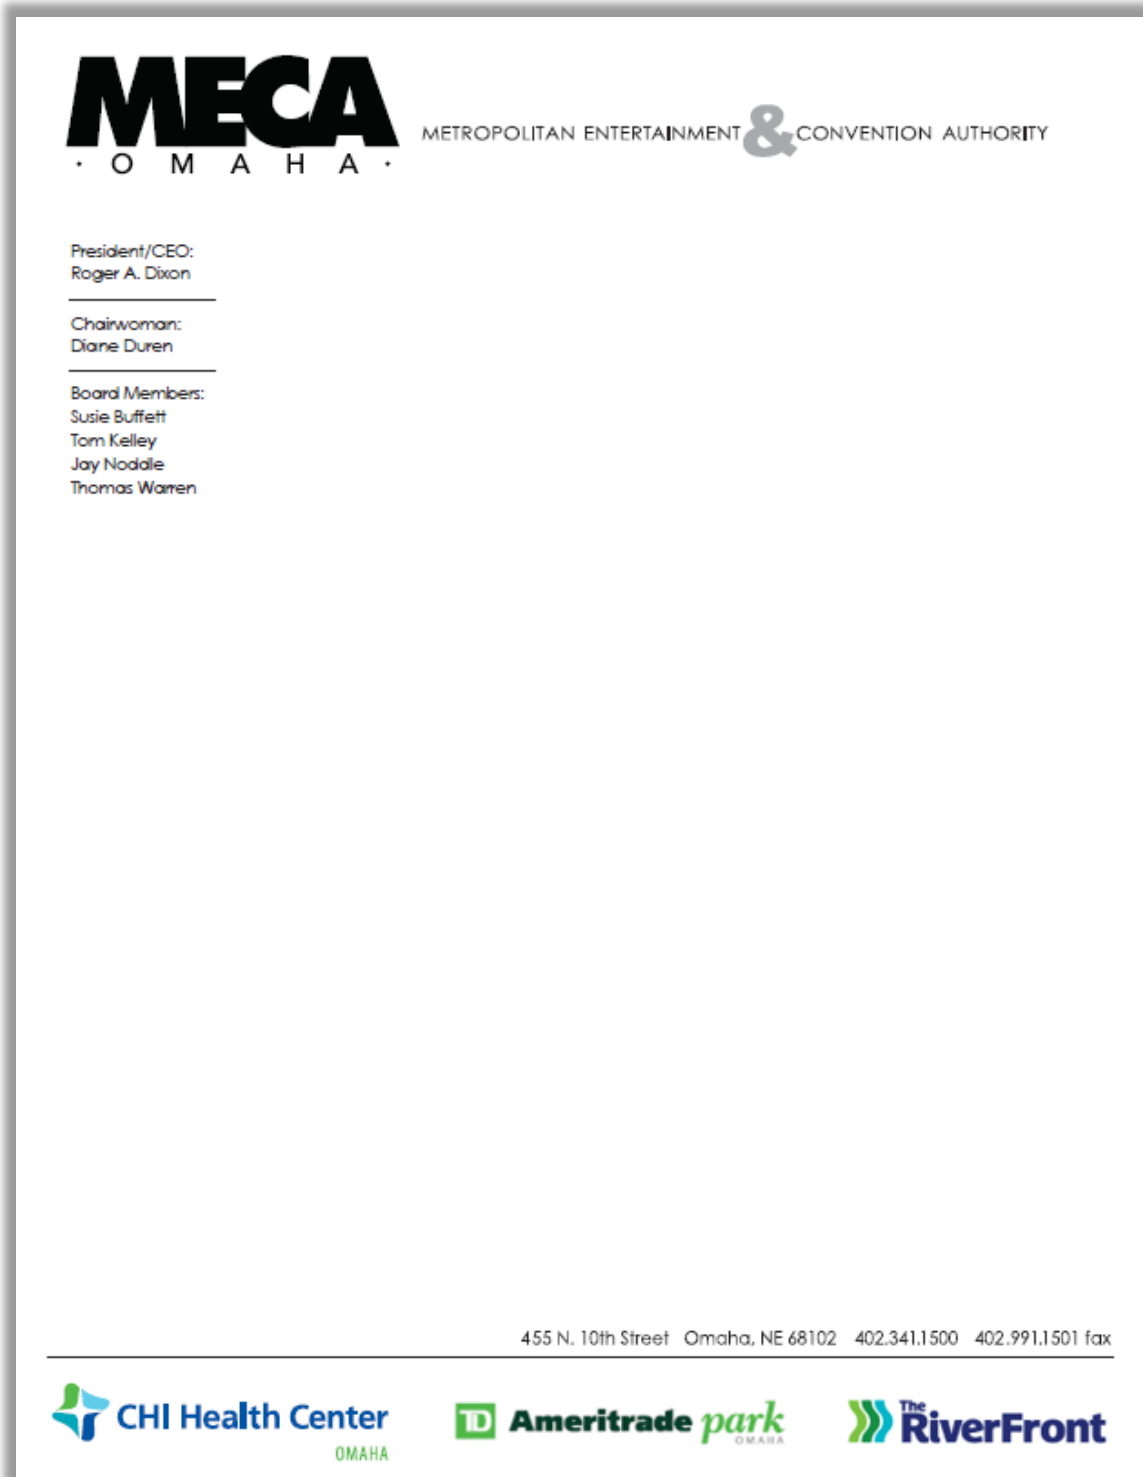 MECA
· O M A H A ·
METROPOLITAN ENTERTAINMENT & CONVENTION AUTHORITY
President/CEO:
Roger A. Dixon
Chairwoman:
Diane Duren
Board Members:
Susie Buffett
Tom Kelley
Jay Noddle
Thomas Warren
455 N. 10th Street Omaha, NE 68102 402.341.1500 402.991.1501 fax
CHI Health Center
OMAHA
TD Ameritrade park
OMAHA
The
RiverFront